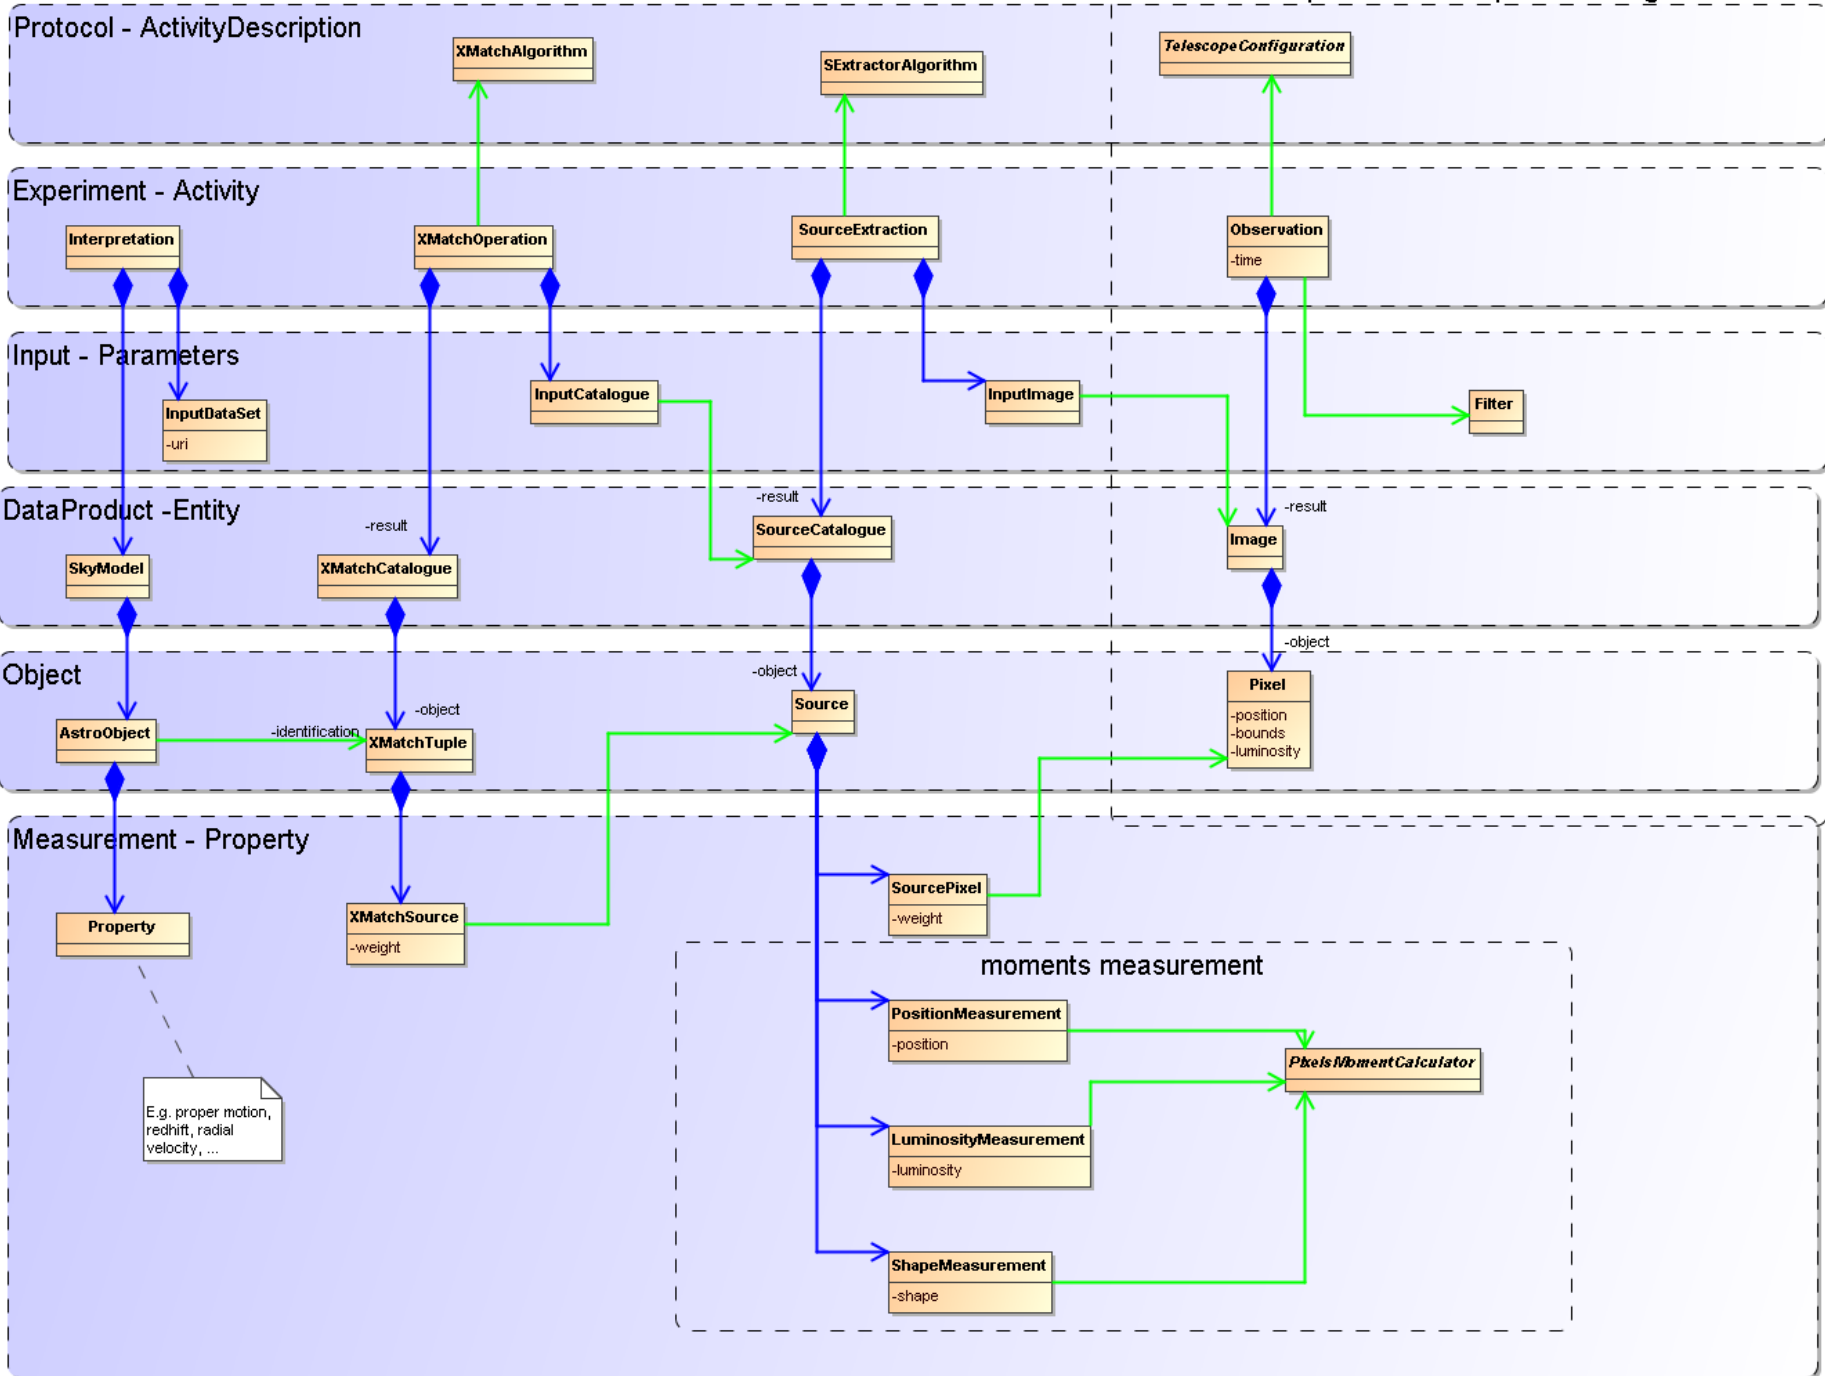 Protocol - ActivityDescription
XMatchAlgorithm
SExtractorAlgorithm
TelescopeConfiguration
Experiment - Activity
Interpretation
XMatchOperation
SourceExtraction
Observation
-time
Input - Parameters
InputDataSet
-uri
InputCatalogue
InputImage
Filter
DataProduct -Entity
-result
-result
-result
SkyModel
XMatchCatalogue
SourceCatalogue
Image
Object
-object
-object
-object
AstroObject
-identification
XMatchTuple
Source
Pixel
-position
-bounds
-luminosity
Measurement - Property
Property
XMatchSource
-weight
SourcePixel
-weight
moments measurement
PositionMeasurement
-position
PixelsMomentCalculator
E.g. proper motion,
redhift, radial
velocity, ...
LuminosityMeasurement
-luminosity
ShapeMeasurement
-shape